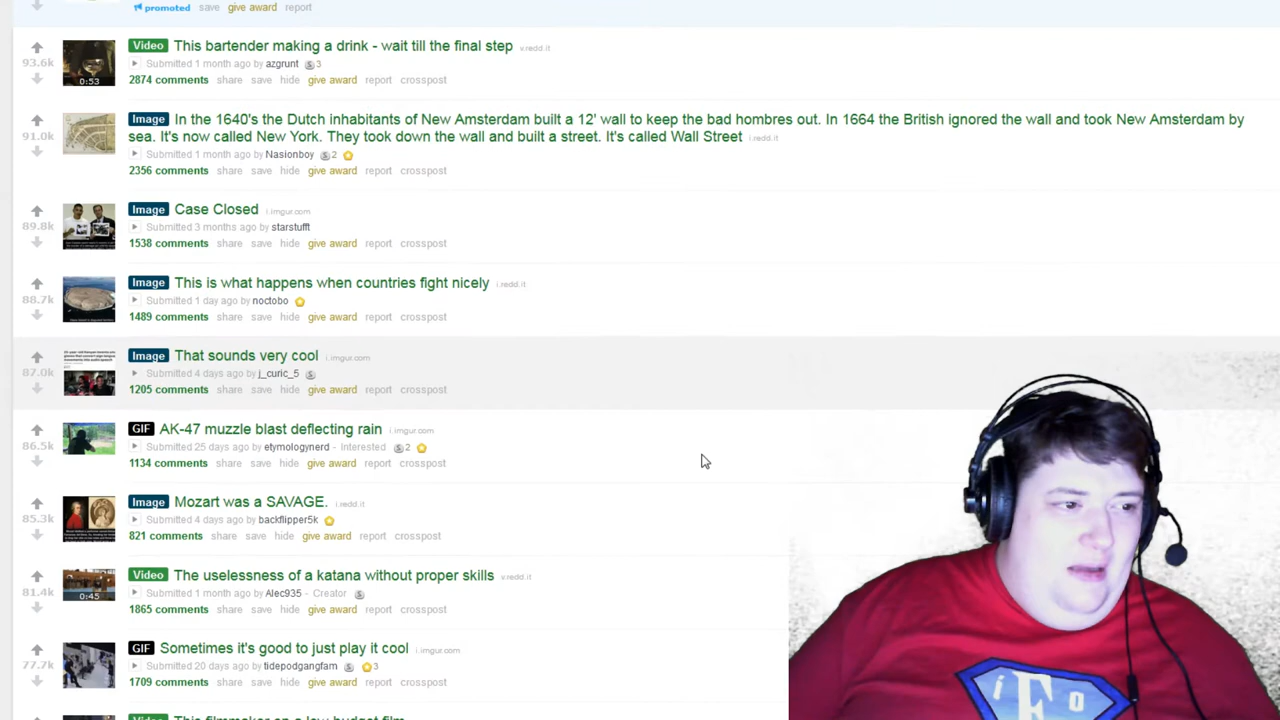 promoted save give award report
93.6k
Video This bartender making a drink - wait till the final step v.redd.it
Submitted 1 month ago by azgrunt S 3
0:53
2874 comments share save hide give award report crosspost
91.0k
Image In the 1640's the Dutch inhabitants of New Amsterdam built a 12' wall to keep the bad hombres out. In 1664 the British ignored the wall and took New Amsterdam by
sea. It's now called New York. They took down the wall and built a street. It's called Wall Street i.redd.it
Submitted 1 month ago by Nasionboy S 2
2356 comments share save hide give award report crosspost
89.8k
Image Case Closed i.imgur.com
Submitted 3 months ago by starstufft
1538 comments share save hide give award report crosspost
88.7k
Image This is what happens when countries fight nicely i.redd.it
Submitted 1 day ago by noctobo
1489 comments share save hide give award report crosspost
87.0k
Image That sounds very cool i.imgur.com
Submitted 4 days ago by j_curic_5 S
1205 comments share save hide give award report crosspost
86.5k
GIF AK-47 muzzle blast deflecting rain i.imgur.com
Submitted 25 days ago by etymologynerd - Interested S 2
1134 comments share save hide give award report crosspost
85.3k
Image Mozart was a SAVAGE. i.redd.it
Submitted 4 days ago by backflipper5k
821 comments share save hide give award report crosspost
81.4k
Video The uselessness of a katana without proper skills v.redd.it
Submitted 1 month ago by Alec935 - Creator S
0:45
1865 comments share save hide give award report crosspost
77.7k
GIF Sometimes it's good to just play it cool i.imgur.com
Submitted 20 days ago by tidepodgangfam S 3
1709 comments share save hide give award report crosspost
Video This filmmaker on a low budget film
iFo